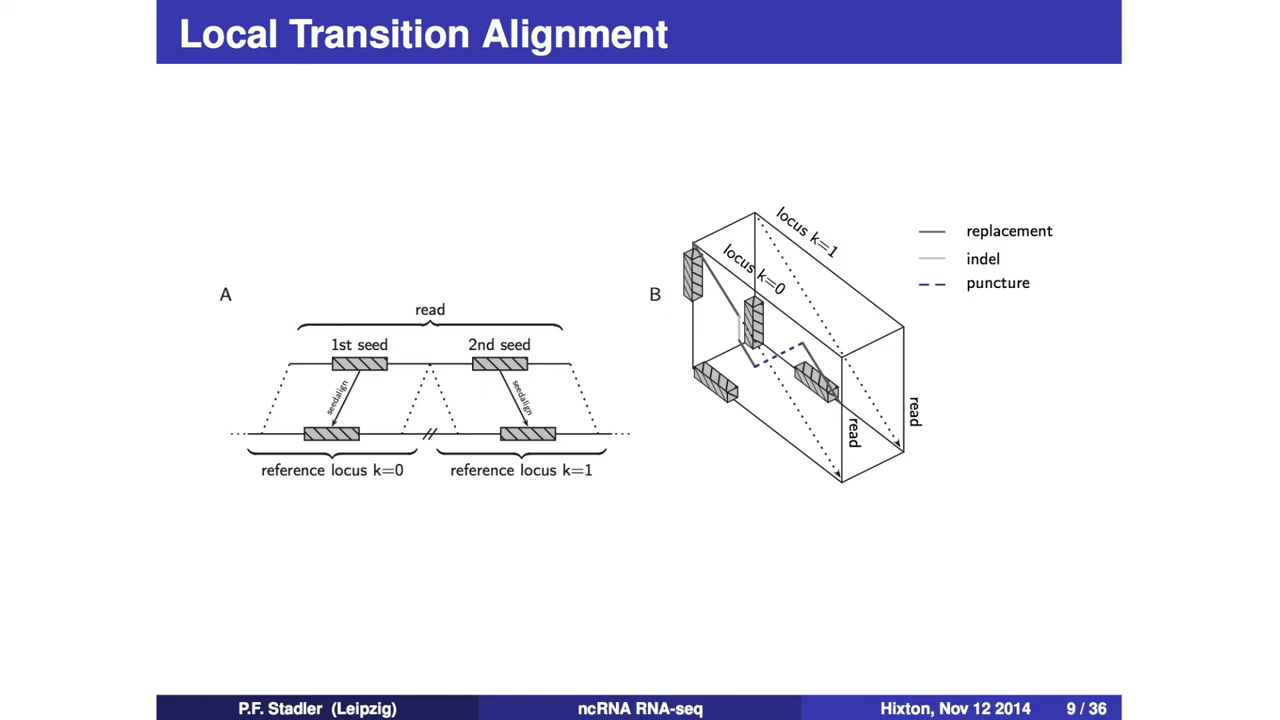 Local Transition Alignment
A
read
1st seed
2nd seed
seedalign
seedalign
reference locus k=0
reference locus k=1
B
locus k=1
locus k=0
read
read
replacement
indel
puncture
P.F. Stadler (Leipzig)
ncRNA RNA-seq
Hixton, Nov 12 2014
9 / 36